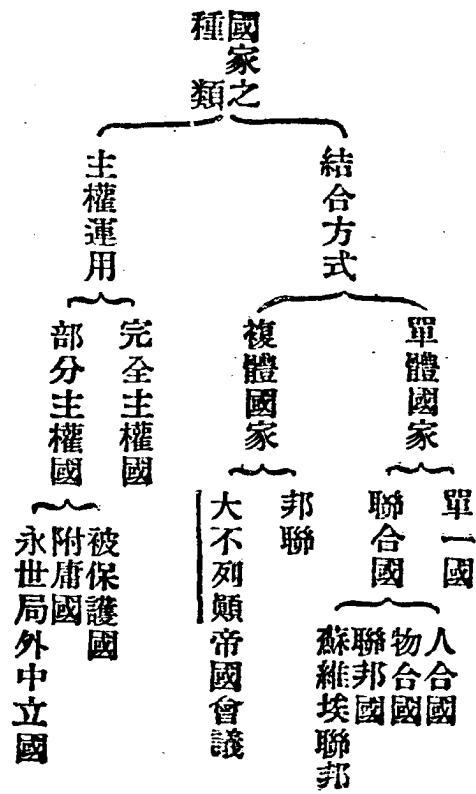 國家之
種類
結合方式
單體國家
單一國
聯合國
人合國
物合國
聯邦國
蘇維埃聯邦
複體國家
邦聯
大不列顚帝國會議
主權運用
完全主權國
部分主權國
被保護國
附庸國
永世局外中立國